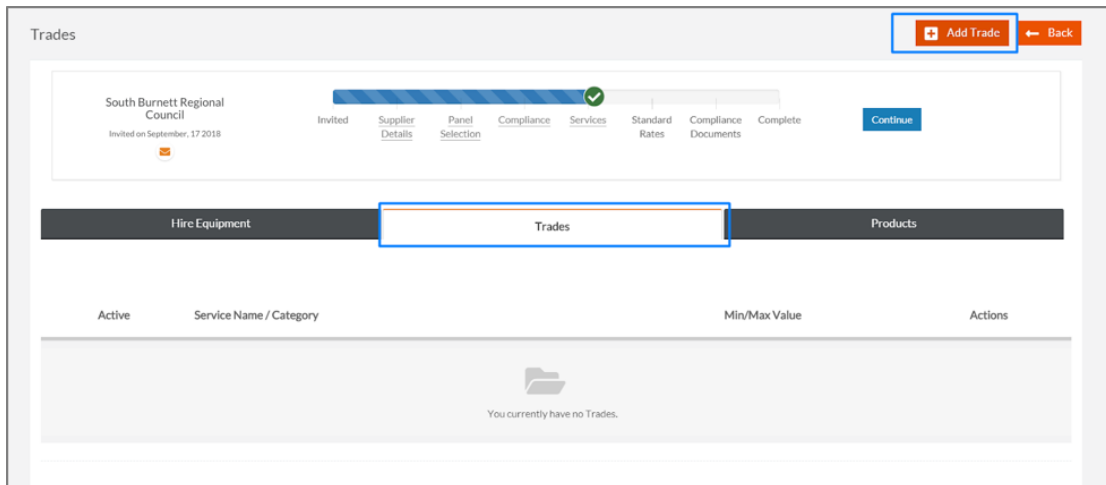 Trades
Add Trade
Back
South Burnett Regional
Council
Invited on September, 17 2018
Invited
Supplier
Details
Panel
Selection
Compliance
Services
Standard
Rates
Compliance
Documents
Complete
Continue
Hire Equipment
Trades
Products
Active
Service Name / Category
Min/Max Value
Actions
You currently have no Trades.